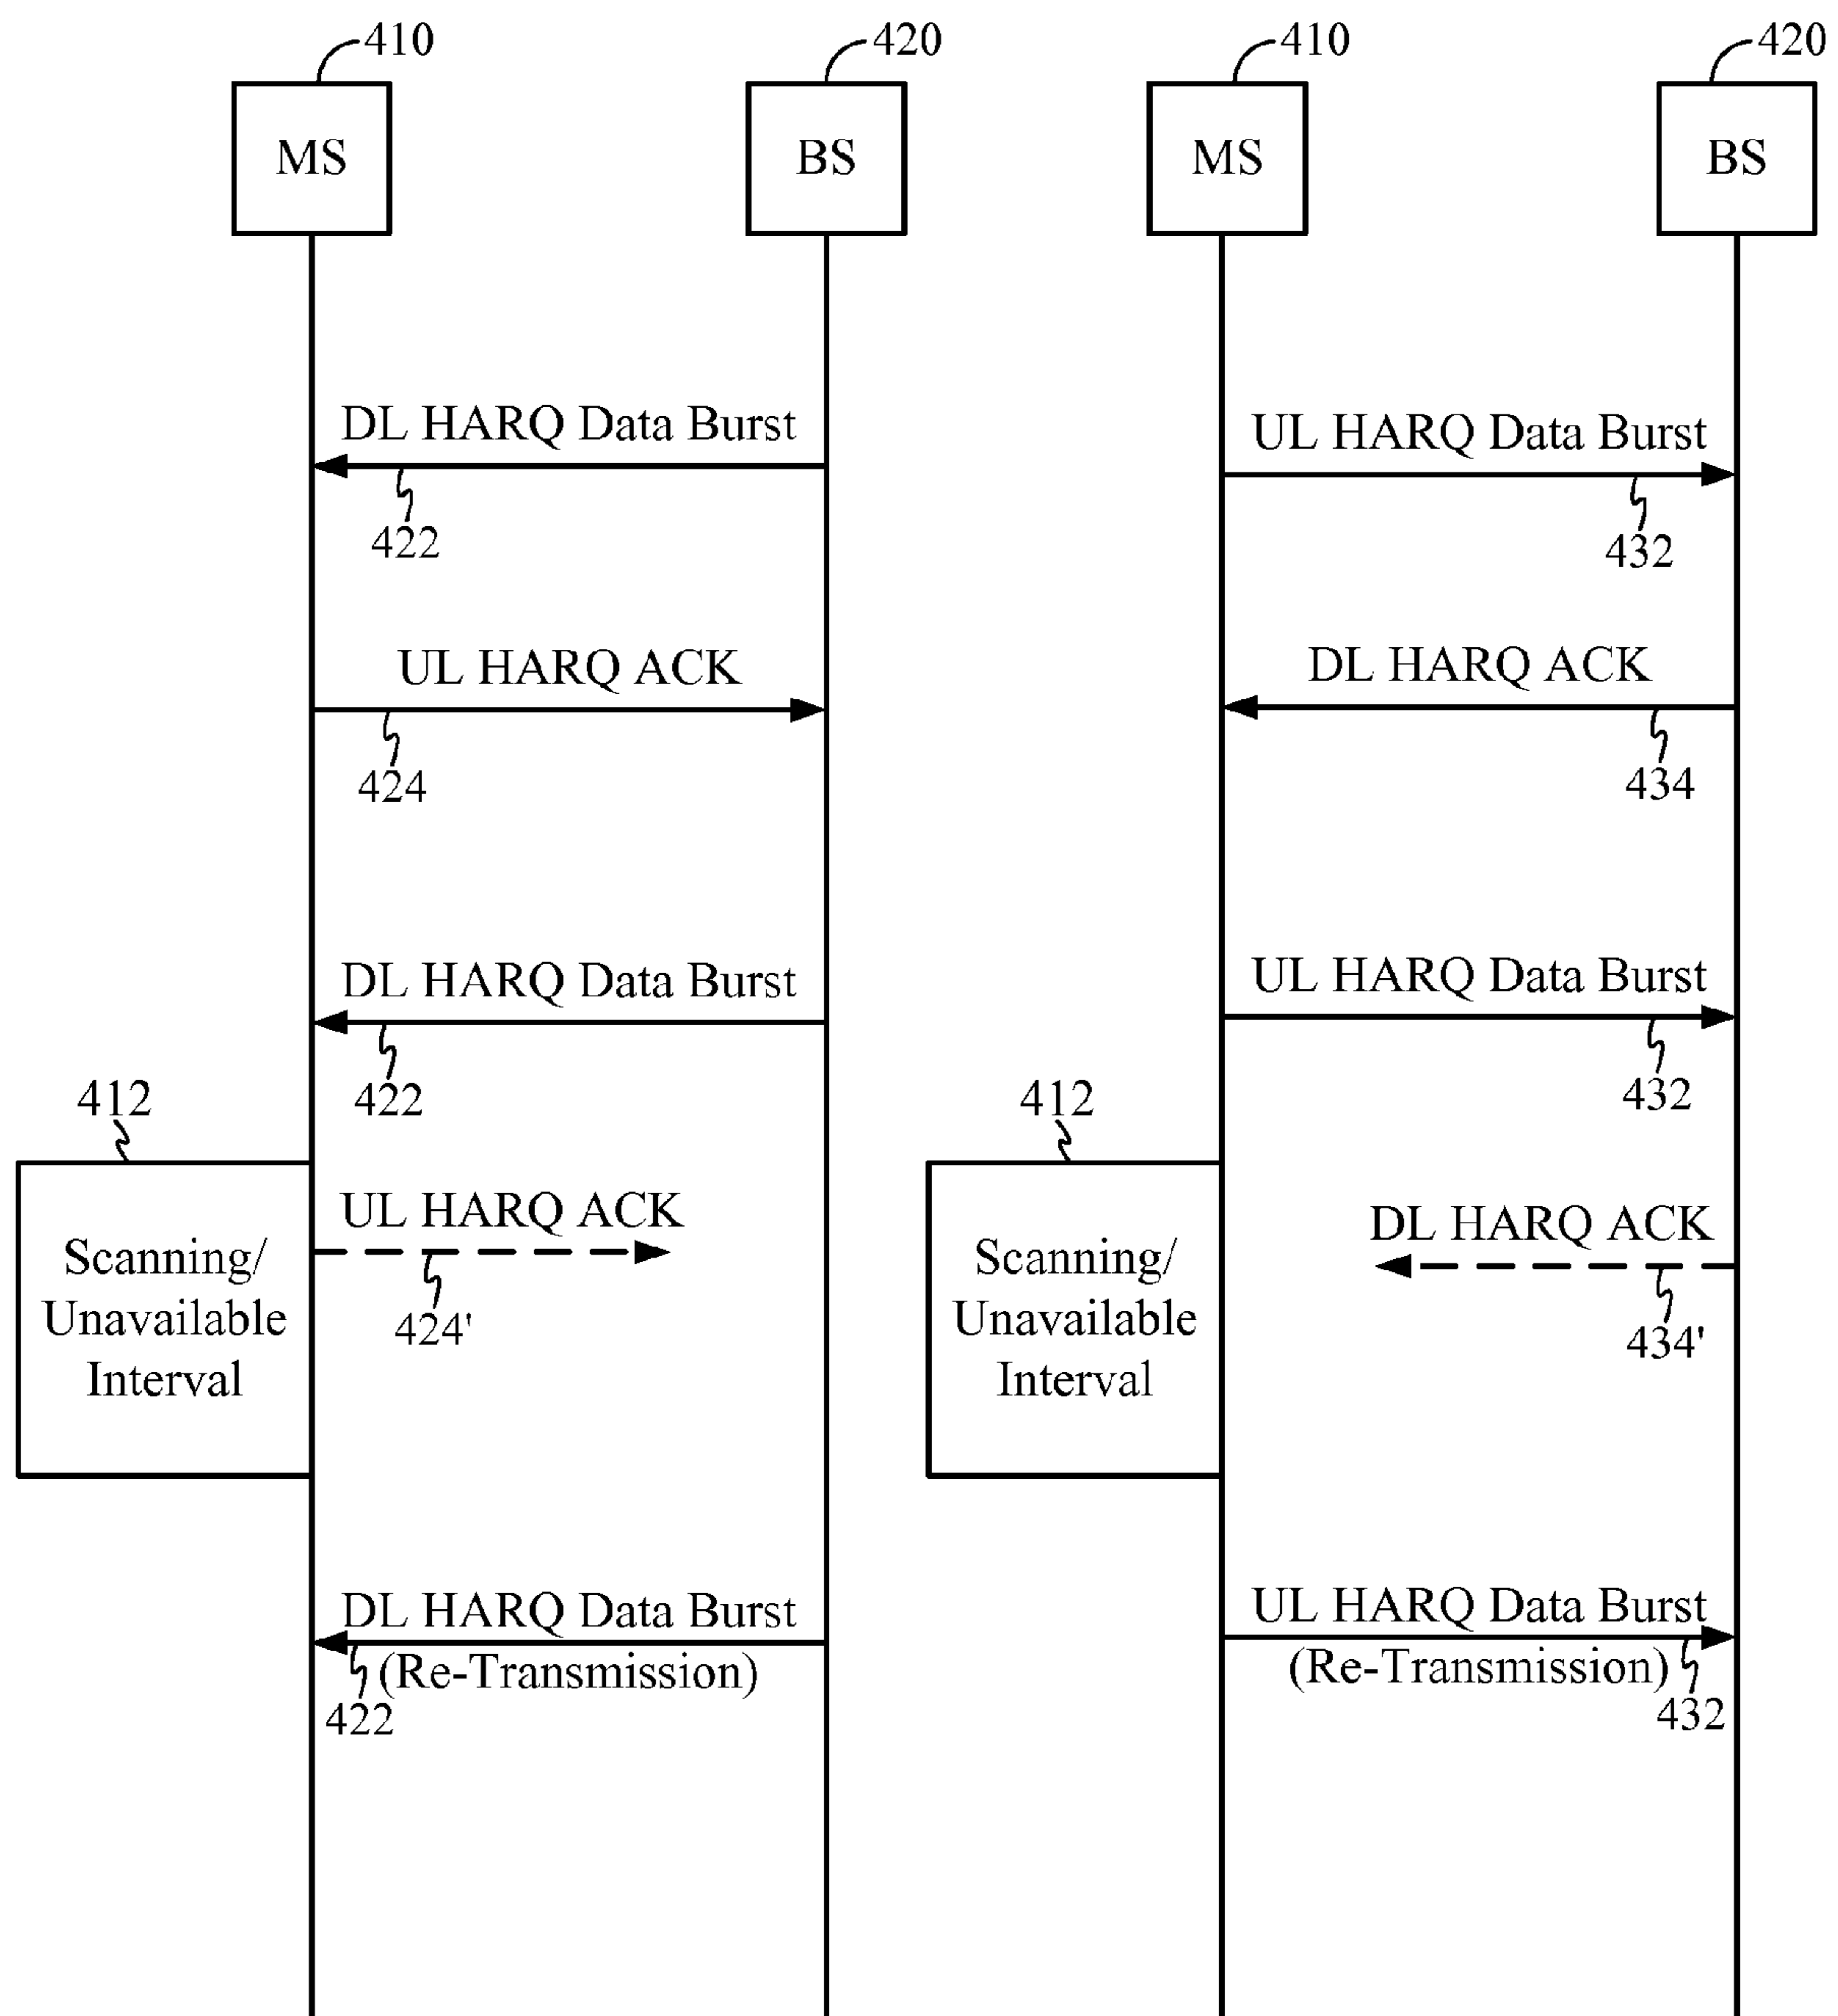 410
420
MS
BS
DL HARQ Data Burst
422
UL HARQ ACK
424
DL HARQ Data Burst
422
412
Scanning/
Unavailable
Interval
UL HARQ ACK
424'
DL HARQ Data Burst
(Re-Transmission)
422
410
420
MS
BS
UL HARQ Data Burst
432
DL HARQ ACK
434
UL HARQ Data Burst
432
412
Scanning/
Unavailable
Interval
DL HARQ ACK
434'
UL HARQ Data Burst
(Re-Transmission)
432